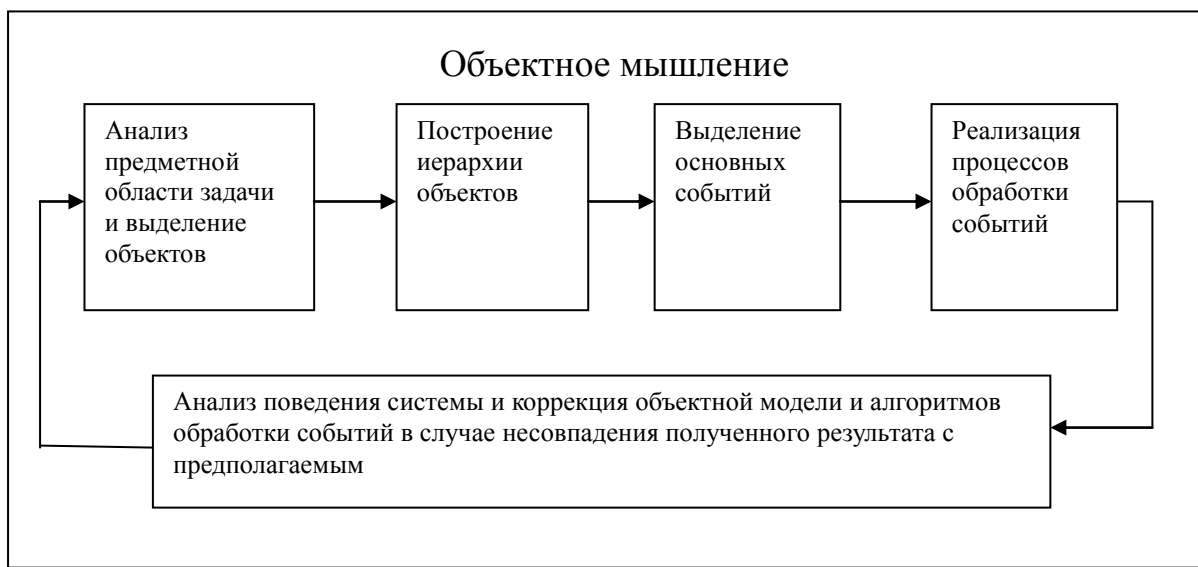 Объектное мышление
Анализ
предметной
области задачи
и выделение
объектов
Построение
иерархии
объектов
Выделение
основных
событий
Реализация
процессов
обработки
событий
Анализ поведения системы и коррекция объектной модели и алгоритмов
обработки событий в случае несовпадения полученного результата с
предполагаемым